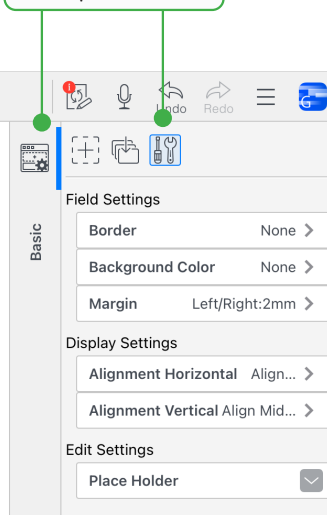 Undo
Redo
G
Basic
Field Settings
Border None
Background Color None
Margin Left/Right:2mm
Display Settings
Alignment Horizontal Align...
Alignment Vertical Align Mid...
Edit Settings
Place Holder